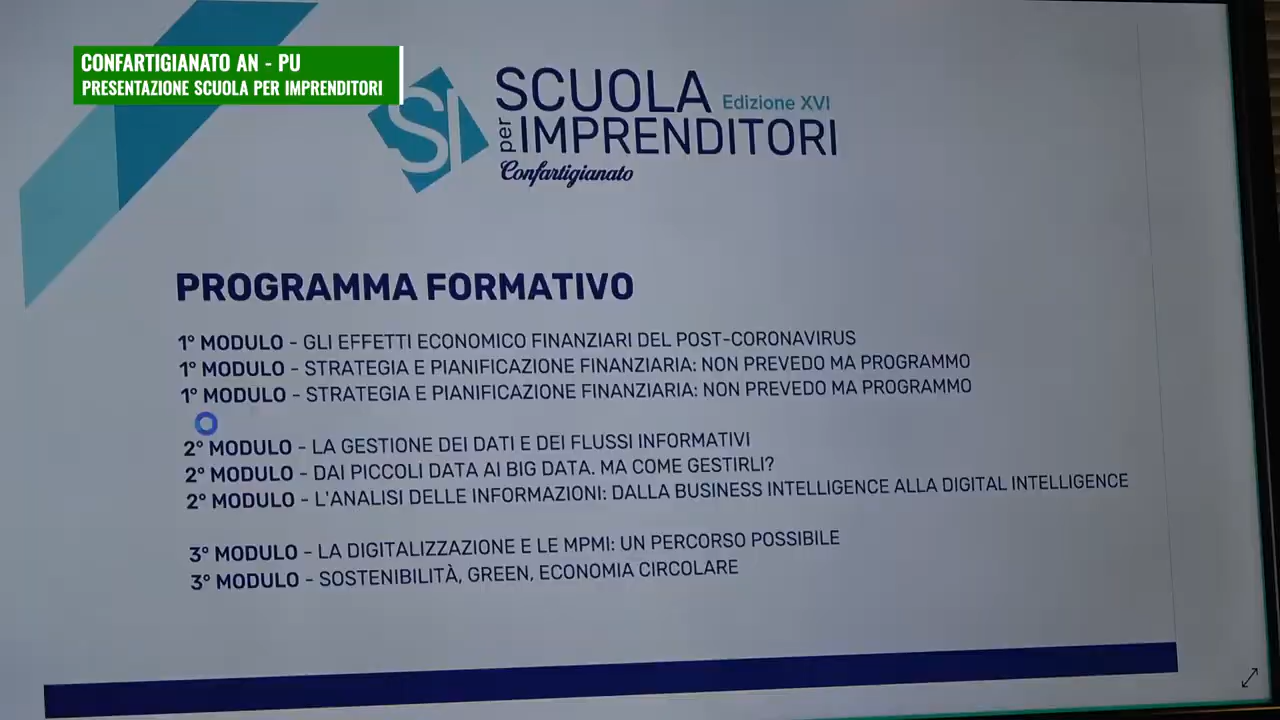 CONFARTIGIANATO AN - PU
PRESENTAZIONE SCUOLA PER IMPRENDITORI
SI
SCUOLA Edizione XVI
per IMPRENDITORI
Confartigianato
PROGRAMMA FORMATIVO
1° MODULO - GLI EFFETTI ECONOMICO FINANZIARI DEL POST-CORONAVIRUS
1° MODULO - STRATEGIA E PIANIFICAZIONE FINANZIARIA: NON PREVEDO MA PROGRAMMO
1° MODULO - STRATEGIA E PIANIFICAZIONE FINANZIARIA: NON PREVEDO MA PROGRAMMO
2° MODULO - LA GESTIONE DEI DATI E DEI FLUSSI INFORMATIVI
2° MODULO - DAI PICCOLI DATA AI BIG DATA. MA COME GESTIRLI?
2° MODULO - L'ANALISI DELLE INFORMAZIONI: DALLA BUSINESS INTELLIGENCE ALLA DIGITAL INTELLIGENCE
3° MODULO - LA DIGITALIZZAZIONE E LE MPMI: UN PERCORSO POSSIBILE
3° MODULO - SOSTENIBILITÀ, GREEN, ECONOMIA CIRCOLARE